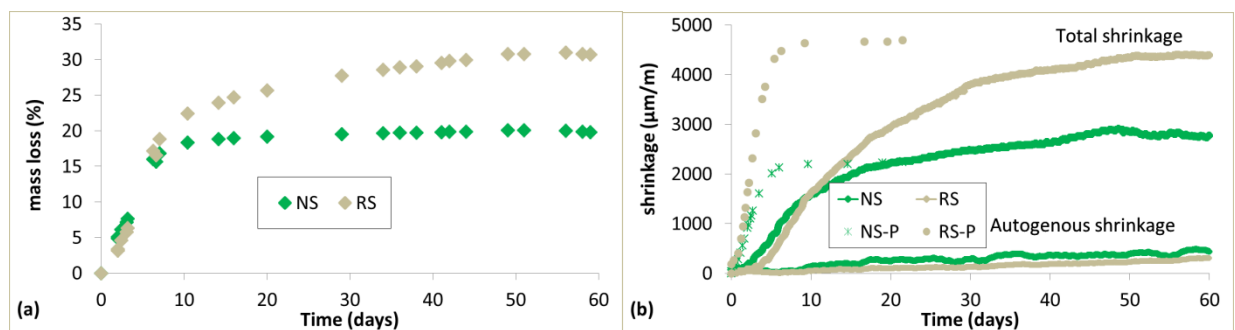 35
30
25
20
15
10
5
0
mass loss (%)
NS RS
0 10 20 30 40 50 60
(a) Time (days)
5000
4000
3000
2000
1000
0
shrinkage (µm/m)
Total shrinkage
NS RS
NS-P RS-P
Autogenous shrinkage
0 10 20 30 40 50 60
(b) Time (days)